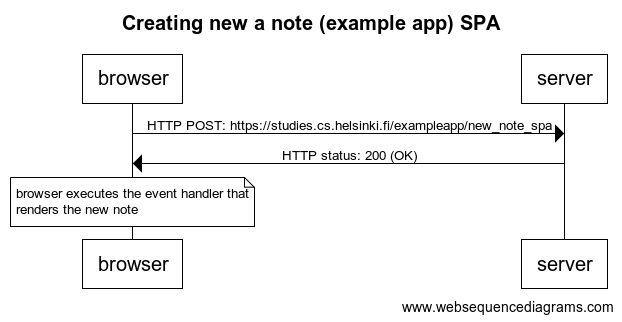 Creating new a note (example app) SPA
browser
server
HTTP POST: https://studies.cs.helsinki.fi/exampleapp/new_note_spa
HTTP status: 200 (OK)
browser executes the event handler that
renders the new note
browser
server
www.websequencediagrams.com